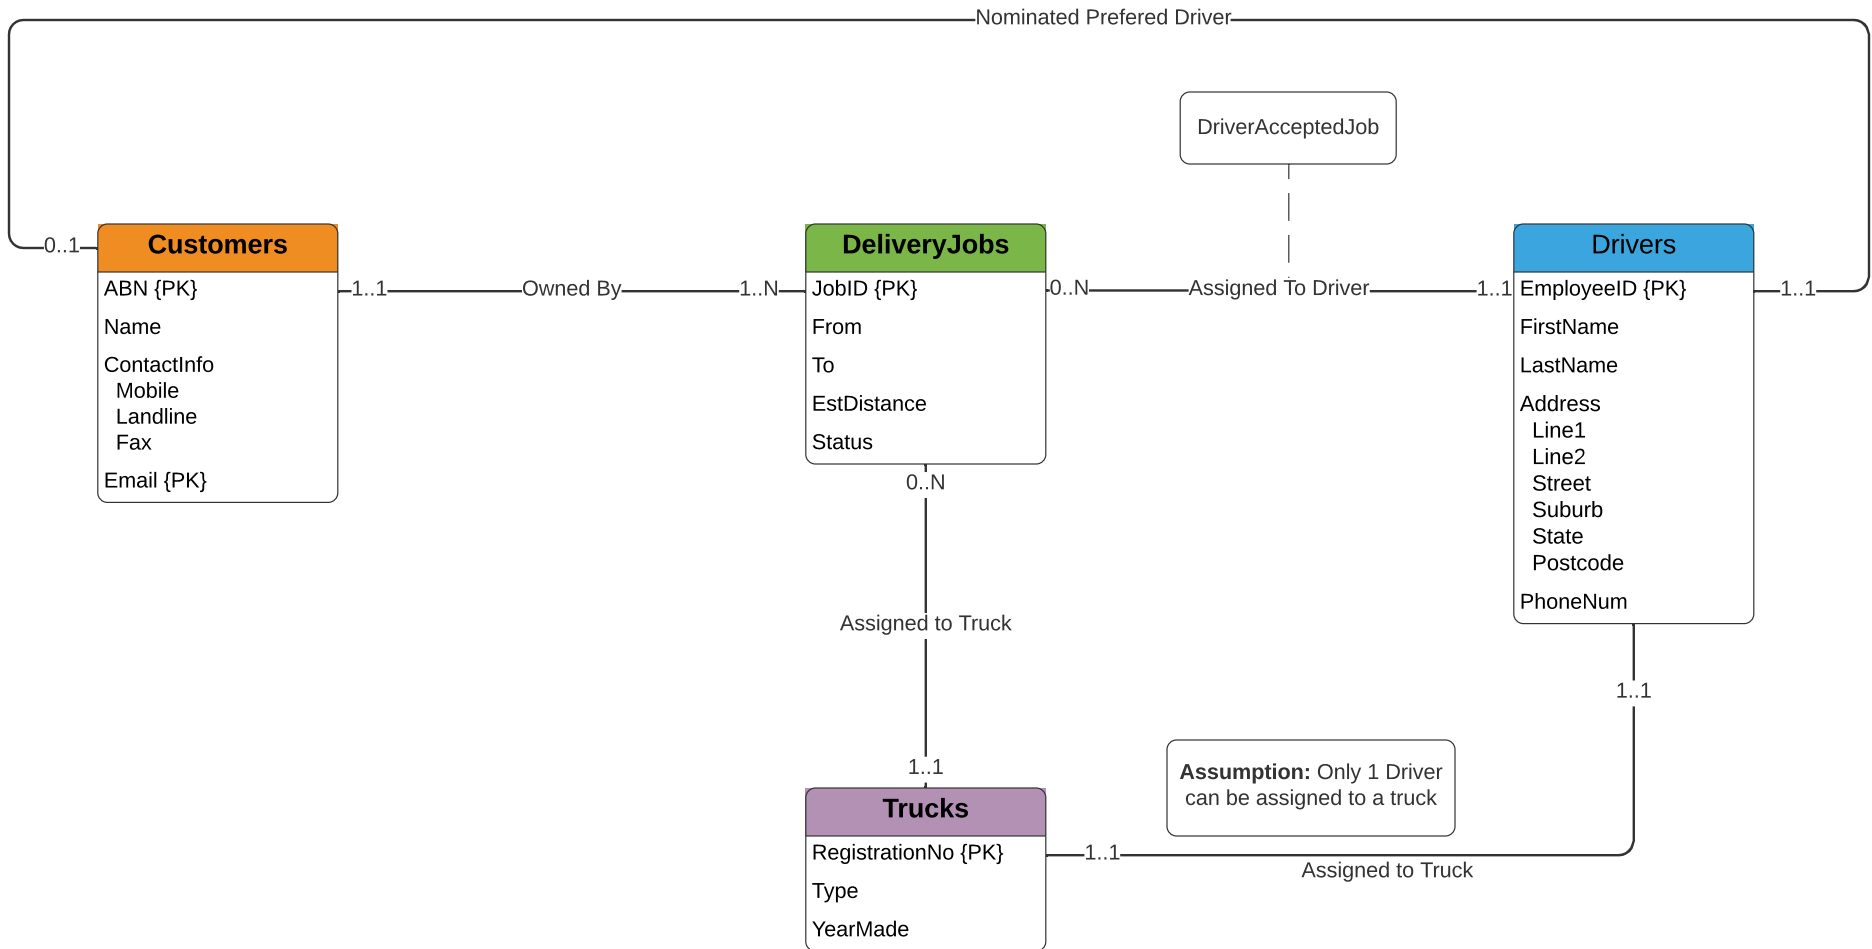 Nominated Prefered Driver
DriverAcceptedJob
0..1
Customers
ABN {PK}
Name
ContactInfo
Mobile
Landline
Fax
Email {PK}
1..1
Owned By
1..N
DeliveryJobs
JobID {PK}
From
To
EstDistance
Status
0..N
Assigned To Driver
1..1
Drivers
EmployeeID {PK}
FirstName
LastName
Address
Line1
Line2
Street
Suburb
State
Postcode
PhoneNum
1..1
0..N
Assigned to Truck
1..1
1..1
Assumption: Only 1 Driver
can be assigned to a truck
Trucks
RegistrationNo {PK}
Type
YearMade
1..1
Assigned to Truck